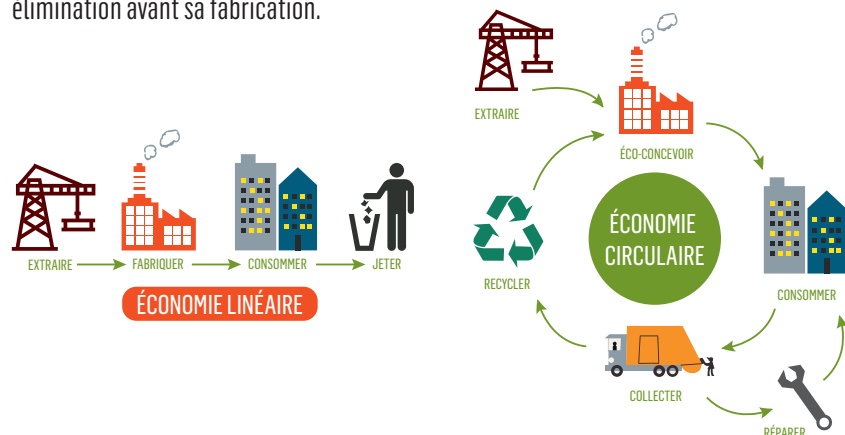 élimination avant sa fabrication.
EXTRAIRE
FABRIQUER
CONSOMMER
JETER
ÉCONOMIE LINÉAIRE
EXTRAIRE
ÉCO-CONCEVOIR
ÉCONOMIE
CIRCULAIRE
RECYCLER
CONSOMMER
COLLECTER
RÉPARER